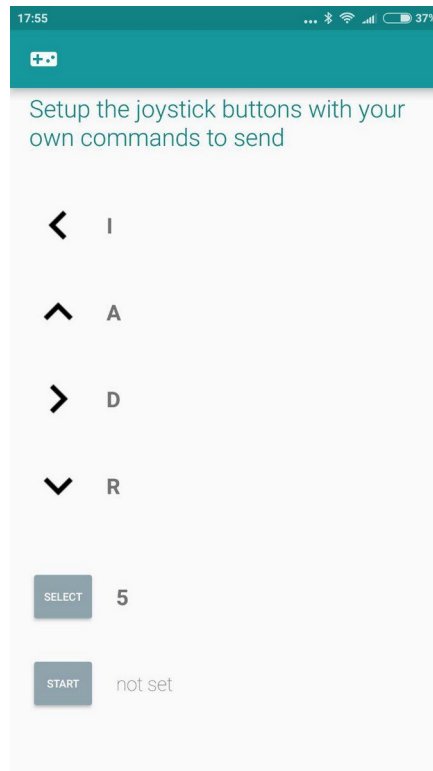 17:55
... 37%
Setup the joystick buttons with your
own commands to send
I
A
D
R
SELECT 5
START not set